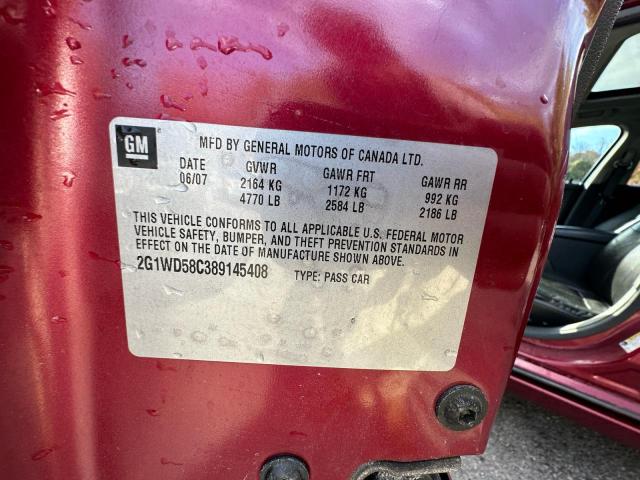 GM
MFD BY GENERAL MOTORS OF CANADA LTD.
DATE GVWR GAWR FRT GAWR RR
06/07 2164 KG 1172 KG 992 KG
4770 LB 2584 LB 2186 LB
THIS VEHICLE CONFORMS TO ALL APPLICABLE U.S. FEDERAL MOTOR
VEHICLE SAFETY, BUMPER, AND THEFT PREVENTION STANDARDS IN
EFFECT ON THE DATE OF MANUFACTURE SHOWN ABOVE.
2G1WD58C389145408 TYPE: PASS CAR